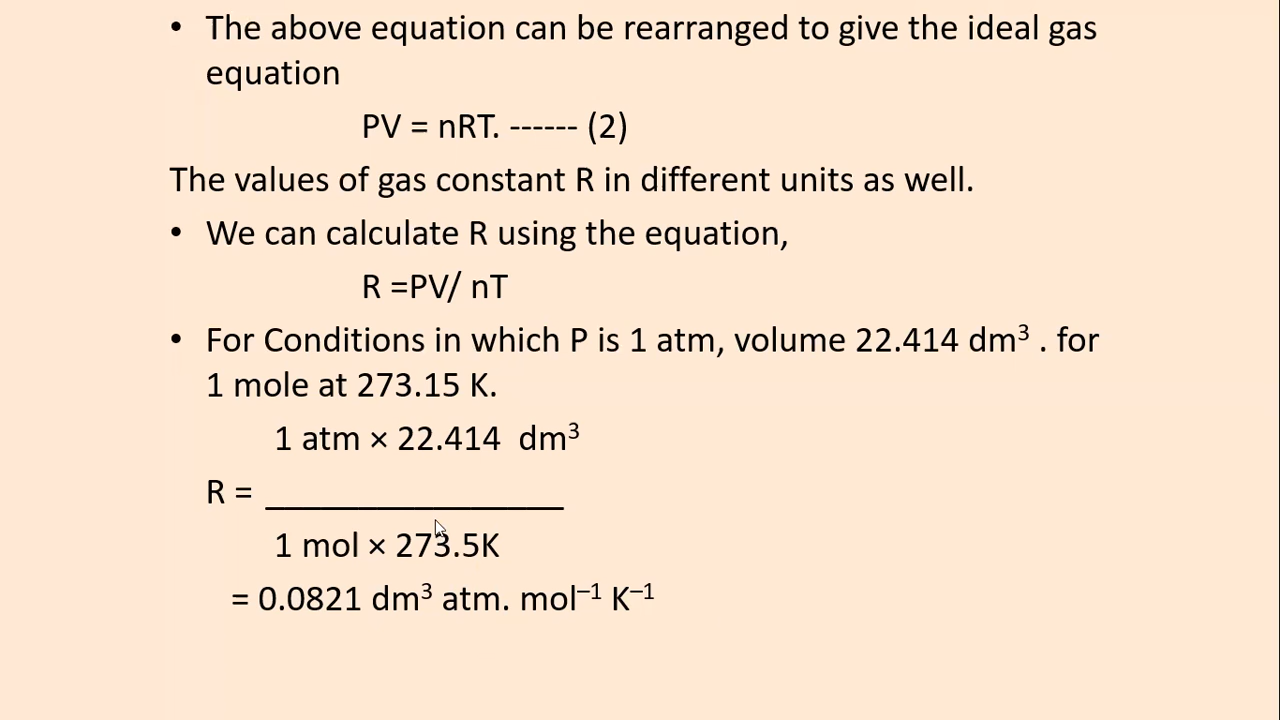 • The above equation can be rearranged to give the ideal gas
equation
PV = nRT. ------ (2)
The values of gas constant R in different units as well.
• We can calculate R using the equation,
R =PV/ nT
• For Conditions in which P is 1 atm, volume 22.414 dm³ . for
1 mole at 273.15 K.
1 atm × 22.414 dm³
R = ________________
1 mol × 273.5K
= 0.0821 dm³ atm. mol⁻¹ K⁻¹